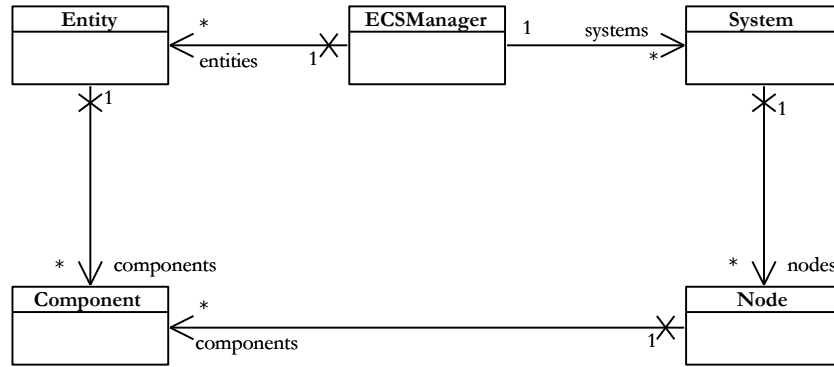 Entity
ECSManager
System
*
1
systems
entities
1
*
1
1
*
components
*
nodes
Component
*
Node
components
1